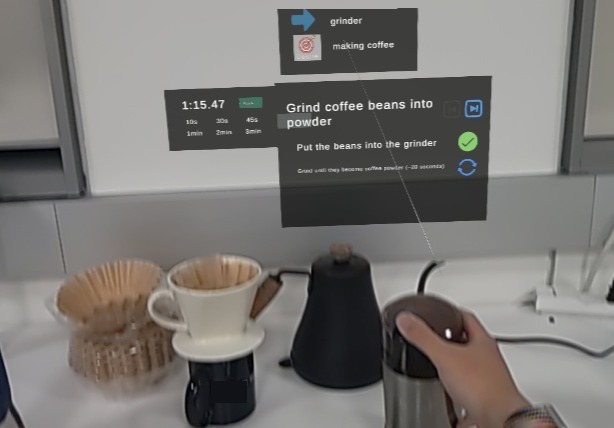 grinder
making coffee
1:15.47
10s 30s 45s
1min 2min 3min
Grind coffee beans into
powder
Put the beans into the grinder
Grind until they become coffee powder (~20 seconds)